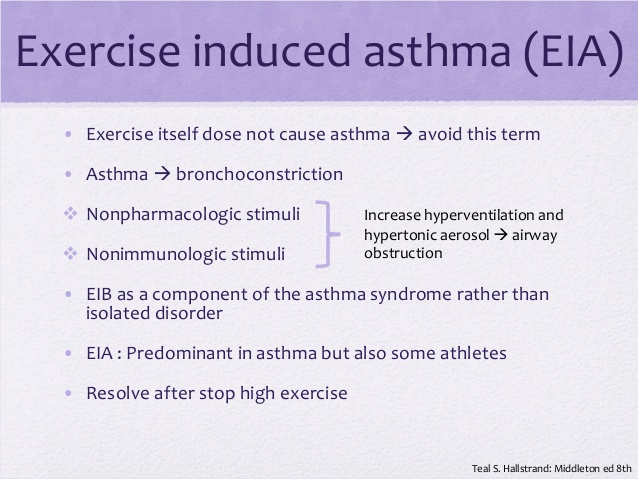 Exercise induced asthma (EIA)
• Exercise itself dose not cause asthma → avoid this term
• Asthma → bronchoconstriction
❖ Nonpharmacologic stimuli
❖ Nonimmunologic stimuli
Increase hyperventilation and
hypertonic aerosol → airway
obstruction
• EIB as a component of the asthma syndrome rather than
isolated disorder
• EIA : Predominant in asthma but also some athletes
• Resolve after stop high exercise
Teal S. Hallstrand: Middleton ed 8th